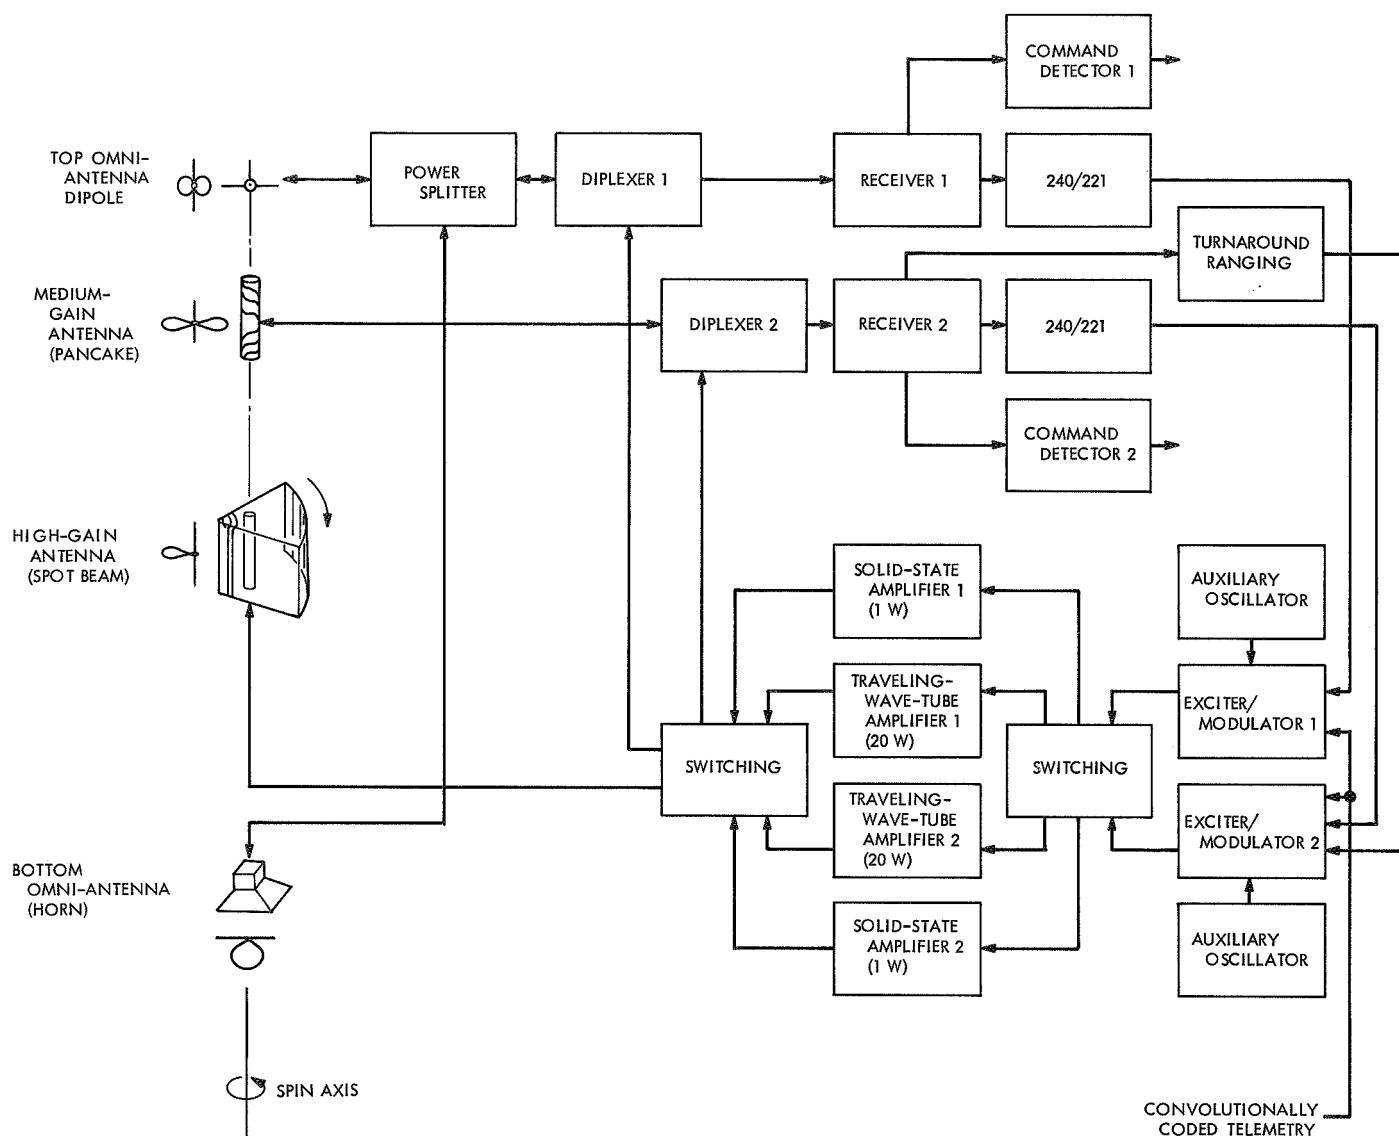 COMMAND
DETECTOR 1
TOP OMNI-
ANTENNA
DIPOLE
POWER
SPLITTER
DIPLEXER 1
RECEIVER 1
240/221
TURNAROUND
RANGING
MEDIUM-
GAIN
ANTENNA
(PANCAKE)
DIPLEXER 2
RECEIVER 2
240/221
COMMAND
DETECTOR 2
HIGH-GAIN
ANTENNA
(SPOT BEAM)
SOLID-STATE
AMPLIFIER 1
(1 W)
AUXILIARY
OSCILLATOR
TRAVELING-
WAVE-TUBE
AMPLIFIER 1
(20 W)
EXCITER/
MODULATOR 1
SWITCHING
SWITCHING
TRAVELING-
WAVE-TUBE
AMPLIFIER 2
(20 W)
EXCITER/
MODULATOR 2
BOTTOM
OMNI-ANTENNA
(HORN)
SOLID-STATE
AMPLIFIER 2
(1 W)
AUXILIARY
OSCILLATOR
SPIN AXIS
CONVOLUTIONALLY
CODED TELEMETRY